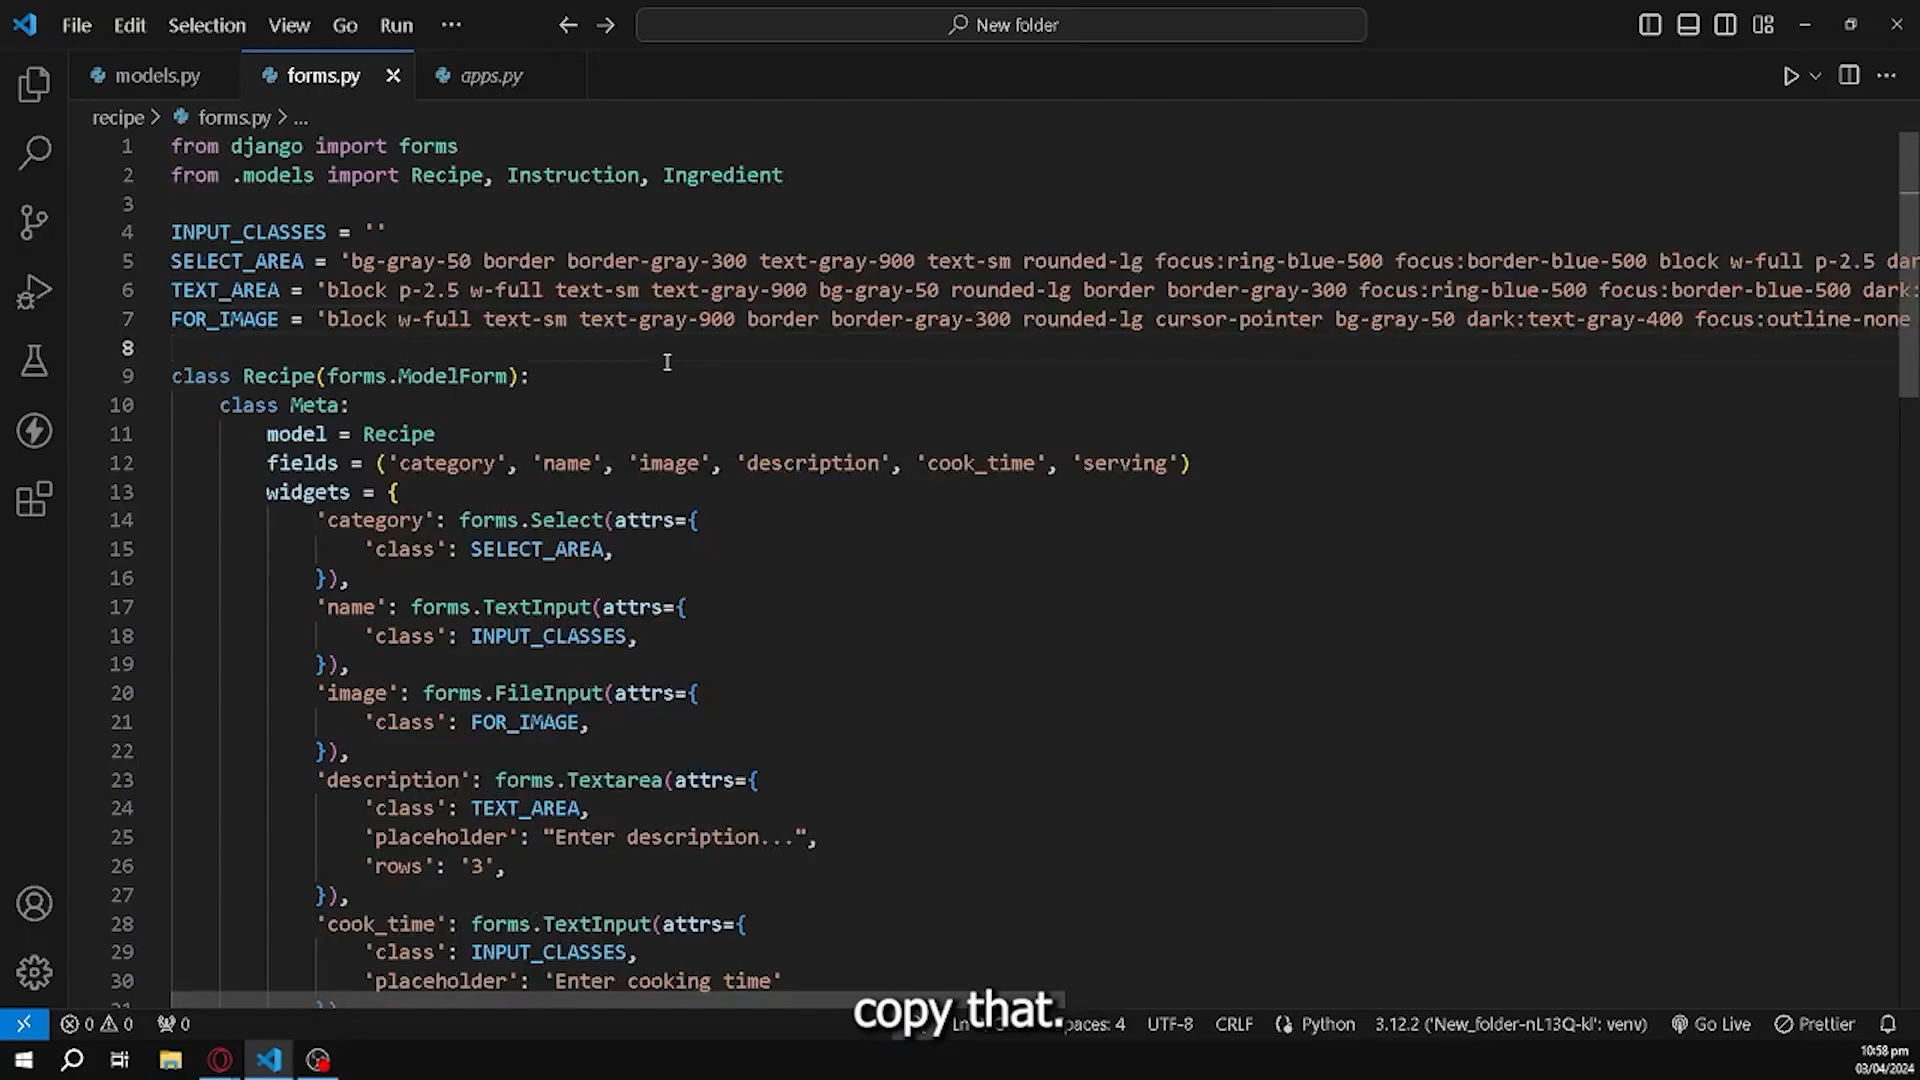 File Edit Selection View Go Run ··· New folder
models.py forms.py apps.py
recipe > forms.py > ...
1 from django import forms
2 from .models import Recipe, Instruction, Ingredient
3
4 INPUT_CLASSES = ''
5 SELECT_AREA = 'bg-gray-50 border border-gray-300 text-gray-900 text-sm rounded-lg focus:ring-blue-500 focus:border-blue-500 block w-full p-2.5 dar
6 TEXT_AREA = 'block p-2.5 w-full text-sm text-gray-900 bg-gray-50 rounded-lg border border-gray-300 focus:ring-blue-500 focus:border-blue-500 dark:
7 FOR_IMAGE = 'block w-full text-sm text-gray-900 border border-gray-300 rounded-lg cursor-pointer bg-gray-50 dark:text-gray-400 focus:outline-none
8
9 class Recipe(forms.ModelForm):
10 class Meta:
11 model = Recipe
12 fields = ('category', 'name', 'image', 'description', 'cook_time', 'serving')
13 widgets = {
14 'category': forms.Select(attrs={
15 'class': SELECT_AREA,
16 }),
17 'name': forms.TextInput(attrs={
18 'class': INPUT_CLASSES,
19 }),
20 'image': forms.FileInput(attrs={
21 'class': FOR_IMAGE,
22 }),
23 'description': forms.Textarea(attrs={
24 'class': TEXT_AREA,
25 'placeholder': "Enter description...",
26 'rows': '3',
27 }),
28 'cook_time': forms.TextInput(attrs={
29 'class': INPUT_CLASSES,
30 'placeholder': 'Enter cooking time'
copy that.
0 0 0 paces: 4 UTF-8 CRLF Python 3.12.2 ('New_folder-nL13Q-kl': venv) Go Live Prettier
10:58 pm
03/04/2024